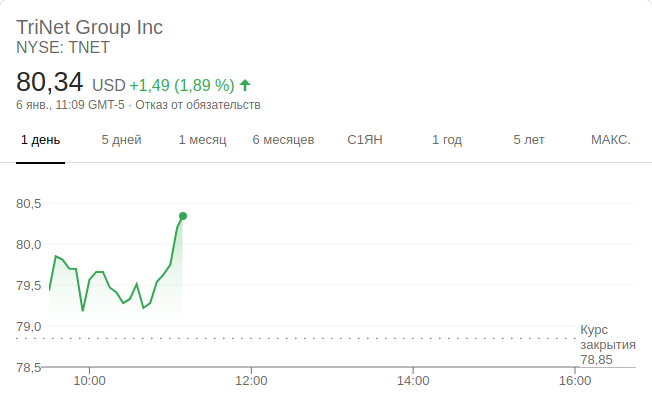 TriNet Group Inc
NYSE: TNET
80,34 USD +1,49 (1,89 %)
6 янв., 11:09 GMT-5 · Отказ от обязательств
1 день 5 дней 1 месяц 6 месяцев С1ЯН 1 год 5 лет МАКС.
80,5
80,0
79,5
79,0
Курс
закрытия
78,85
78,5
10:00 12:00 14:00 16:00